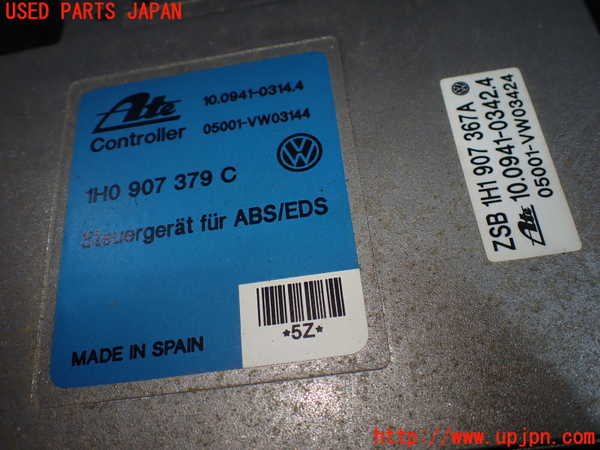 USED PARTS JAPAN
Ate
Controller
10.0941-0314.4
05001-VW03144
1H0 907 379 C
Steuergerät für ABS/EDS
*5Z*
MADE IN SPAIN
ZSB 1H1 907 367A
10.0941-0342.4
Ate 05001-VW03424
http://www.upjpn.com